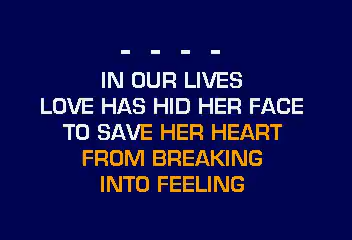 - - - -
IN OUR LIVES
LOVE HAS HID HER FACE
TO SAVE HER HEART
FROM BREAKING
INTO FEELING